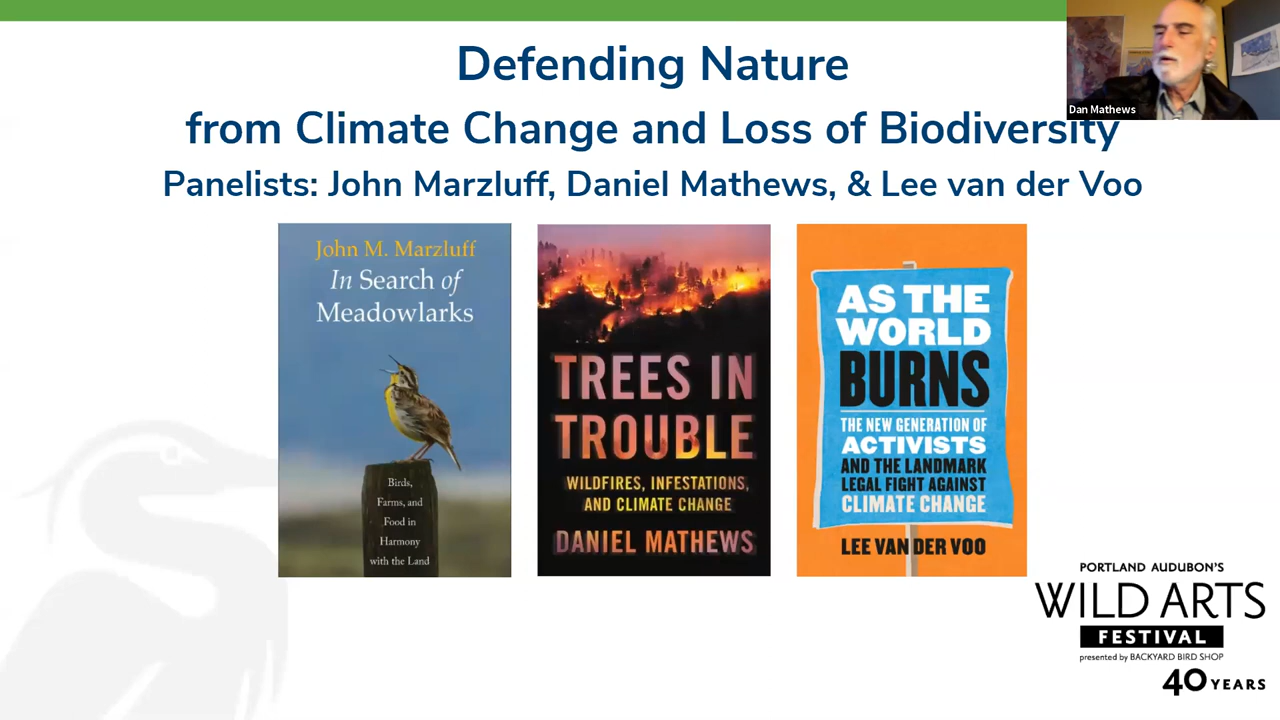 Defending Nature
from Climate Change and Loss of Biodiversity
Dan Mathews
Panelists: John Marzluff, Daniel Mathews, & Lee van der Voo
John M. Marzluff
In Search of
Meadowlarks
Birds,
Farms, and
Food in
Harmony
with the Land
TREES IN
TROUBLE
WILDFIRES, INFESTATIONS,
AND CLIMATE CHANGE
DANIEL MATHEWS
AS THE
WORLD
BURNS
THE NEW GENERATION OF
ACTIVISTS
AND THE LANDMARK
LEGAL FIGHT AGAINST
CLIMATE CHANGE
LEE VAN DER VOO
PORTLAND AUDUBON'S
WILD ARTS
FESTIVAL
presented by BACKYARD BIRD SHOP
40 YEARS